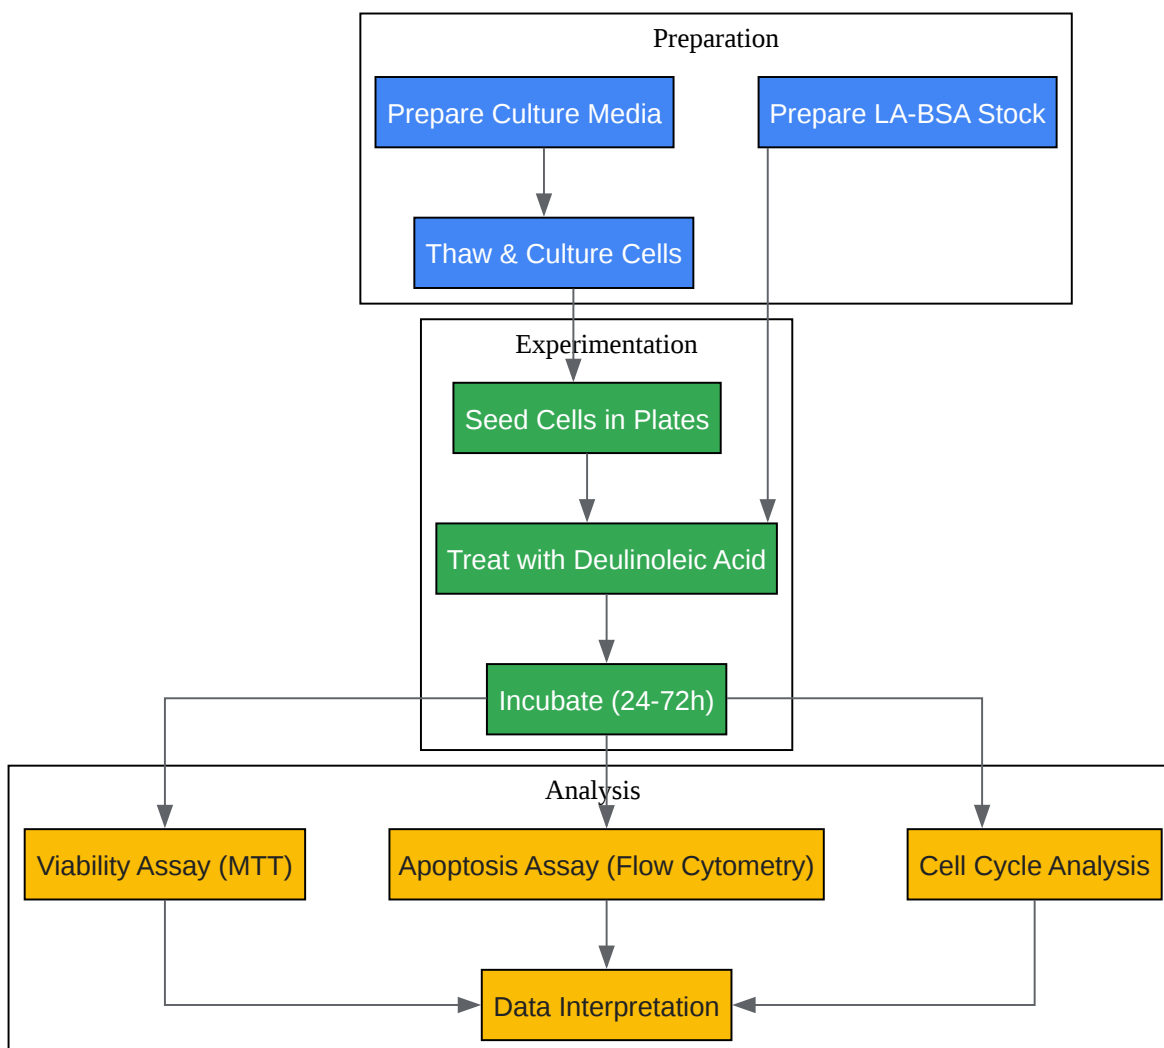 Preparation
Prepare Culture Media
Prepare LA-BSA Stock
Thaw & Culture Cells
Experimentation
Seed Cells in Plates
Treat with Deulinoleic Acid
Incubate (24-72h)
Analysis
Viability Assay (MTT)
Apoptosis Assay (Flow Cytometry)
Cell Cycle Analysis
Data Interpretation